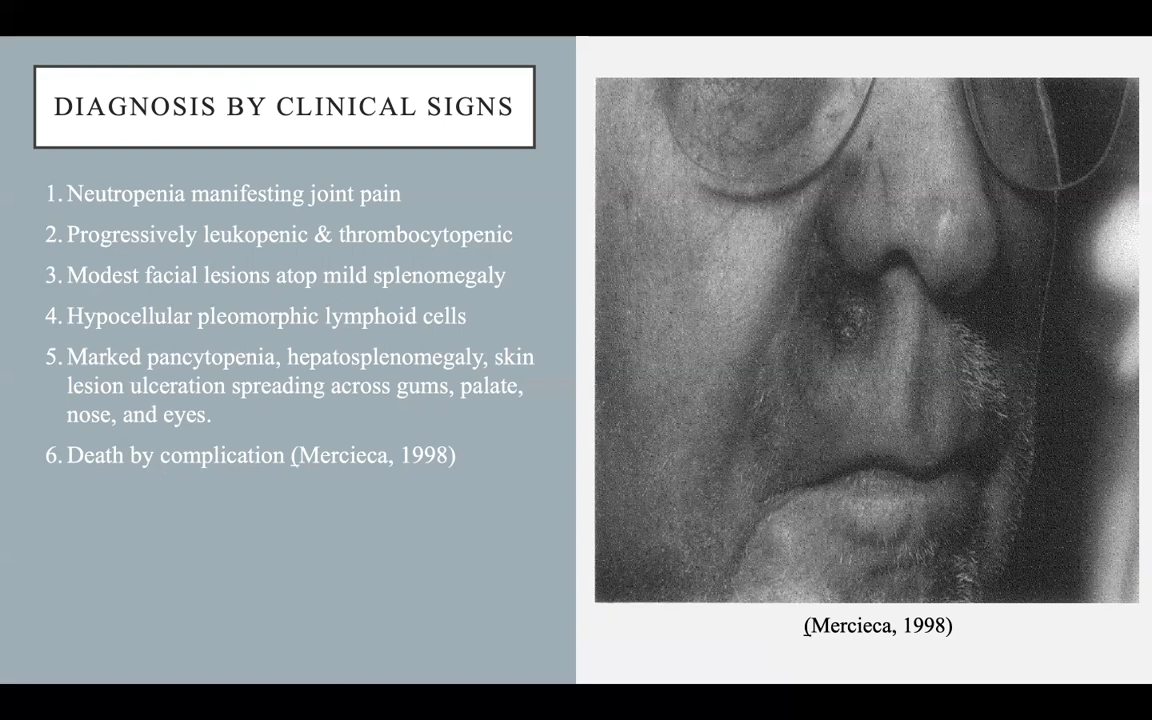 DIAGNOSIS BY CLINICAL SIGNS
1. Neutropenia manifesting joint pain
2. Progressively leukopenic & thrombocytopenic
3. Modest facial lesions atop mild splenomegaly
4. Hypocellular pleomorphic lymphoid cells
5. Marked pancytopenia, hepatosplenomegaly, skin
lesion ulceration spreading across gums, palate,
nose, and eyes.
6. Death by complication (Mercieca, 1998)
(Mercieca, 1998)